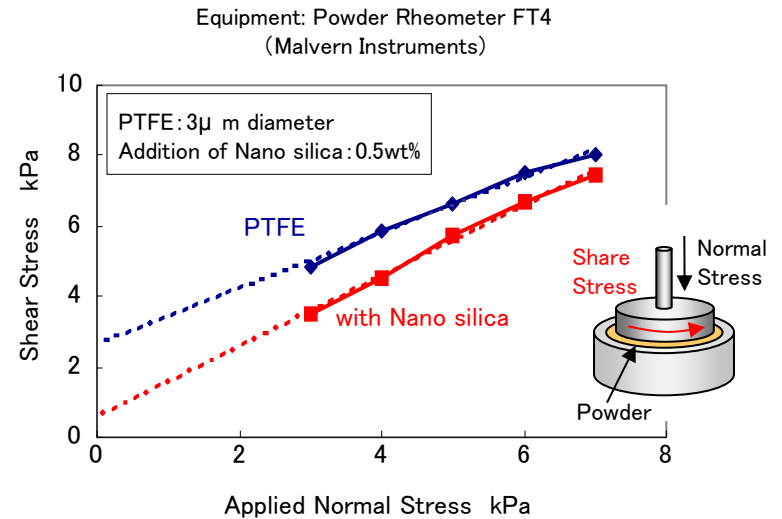 Equipment: Powder Rheometer FT4
(Malvern Instruments)
PTFE:3μ m diameter
Addition of Nano silica:0.5wt%
10
8
6
4
2
0
Shear Stress kPa
PTFE
with Nano silica
Share
Stress
Normal
Stress
Powder
0
2
4
6
8
Applied Normal Stress kPa